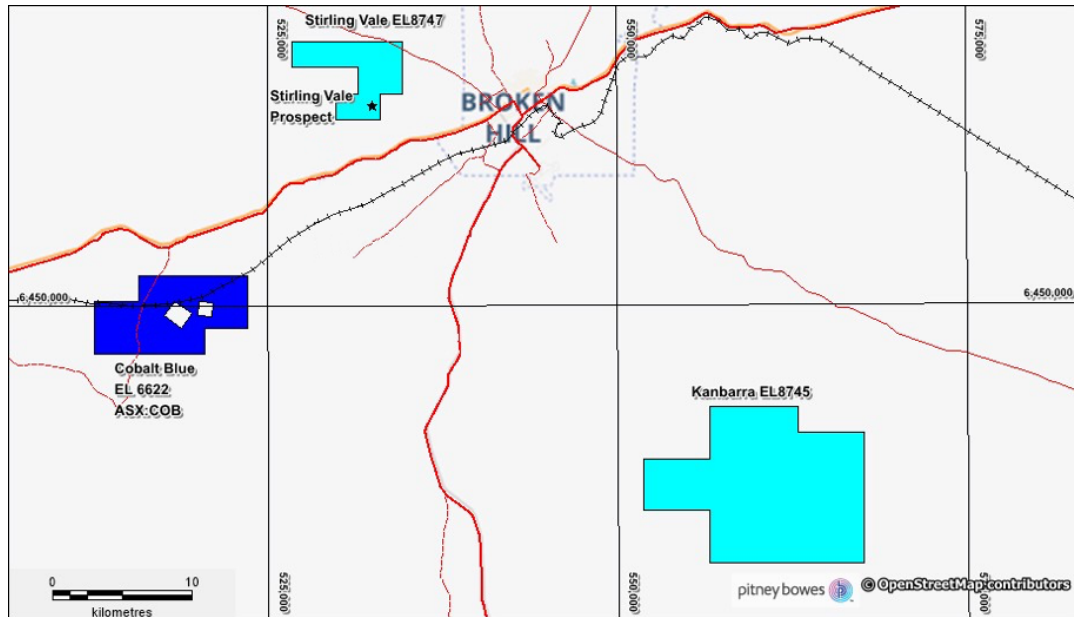 Stirling Vale EL8747
525,000
550,000
575,000
Stirling Vale
Prospect
BROKEN
HILL
6,450,000
6,450,000
Cobalt Blue
EL 6622
ASX:COB
Kanbarra EL8745
0
10
kilometres
525,000
550,000
pitney bowes
© OpenStreetMap contributors